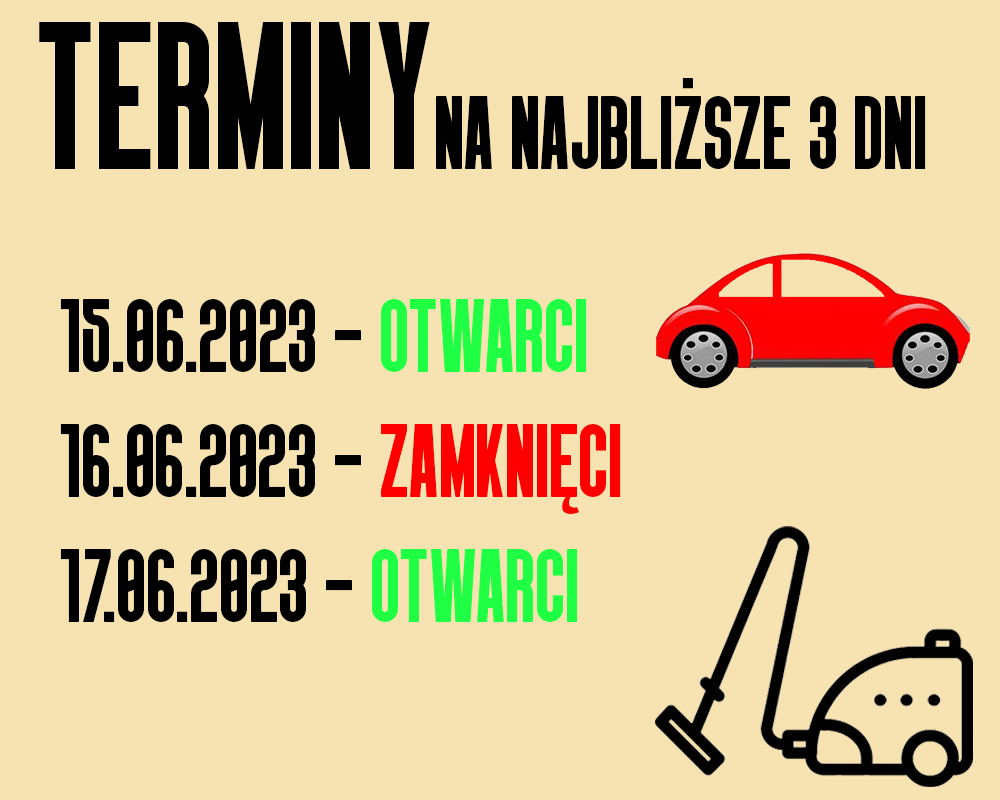 TERMINY NA NAJBLIŻSZE 3 DNI
15.06.2023 - OTWARCI
16.06.2023 - ZAMKNIĘCI
17.06.2023 - OTWARCI